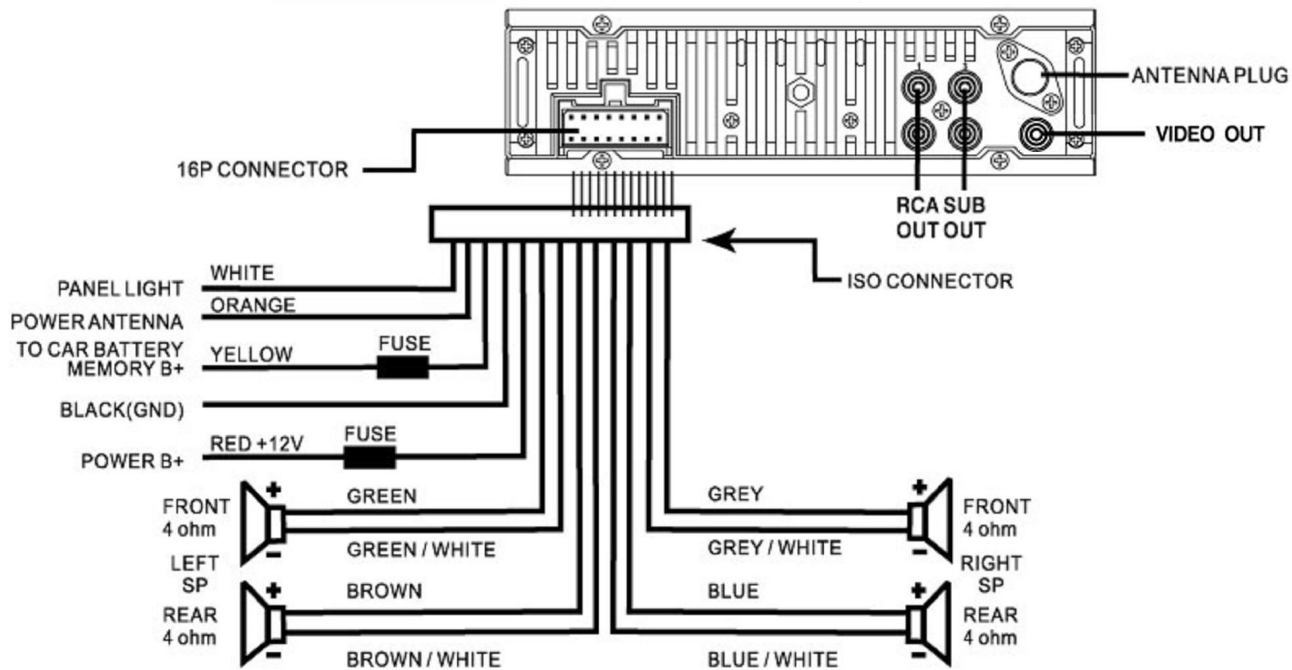 ANTENNA PLUG
VIDEO OUT
16P CONNECTOR
RCA SUB
OUT OUT
ISO CONNECTOR
PANEL LIGHT
WHITE
POWER ANTENNA
ORANGE
TO CAR BATTERY
MEMORY B+
YELLOW
FUSE
BLACK(GND)
POWER B+
RED +12V
FUSE
FRONT
4 ohm
+
-
GREEN
GREEN / WHITE
LEFT
SP
REAR
4 ohm
+
-
BROWN
BROWN / WHITE
GREY
GREY / WHITE
+
-
FRONT
4 ohm
RIGHT
SP
BLUE
BLUE / WHITE
+
-
REAR
4 ohm